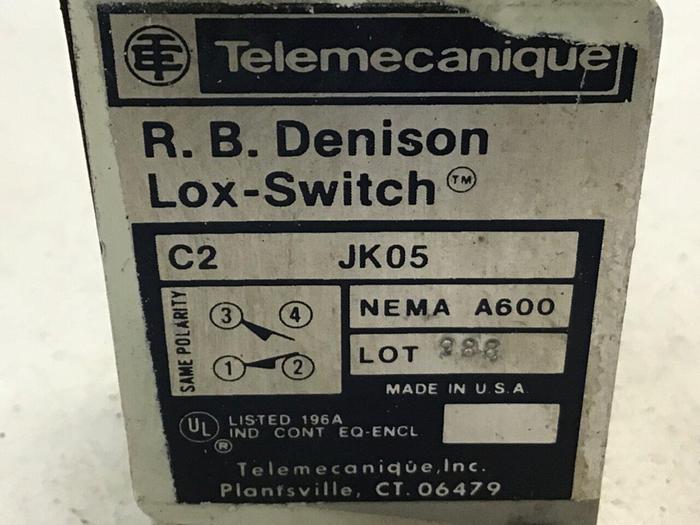 Telemecanique
R. B. Denison
Lox-Switch™
C2 JK05
SAME POLARITY
3 4
1 2
NEMA A600
LOT
MADE IN U.S.A
UL ® LISTED 196A
IND CONT EQ-ENCL
Telemecanique, Inc.
Plantsville, CT. 06479